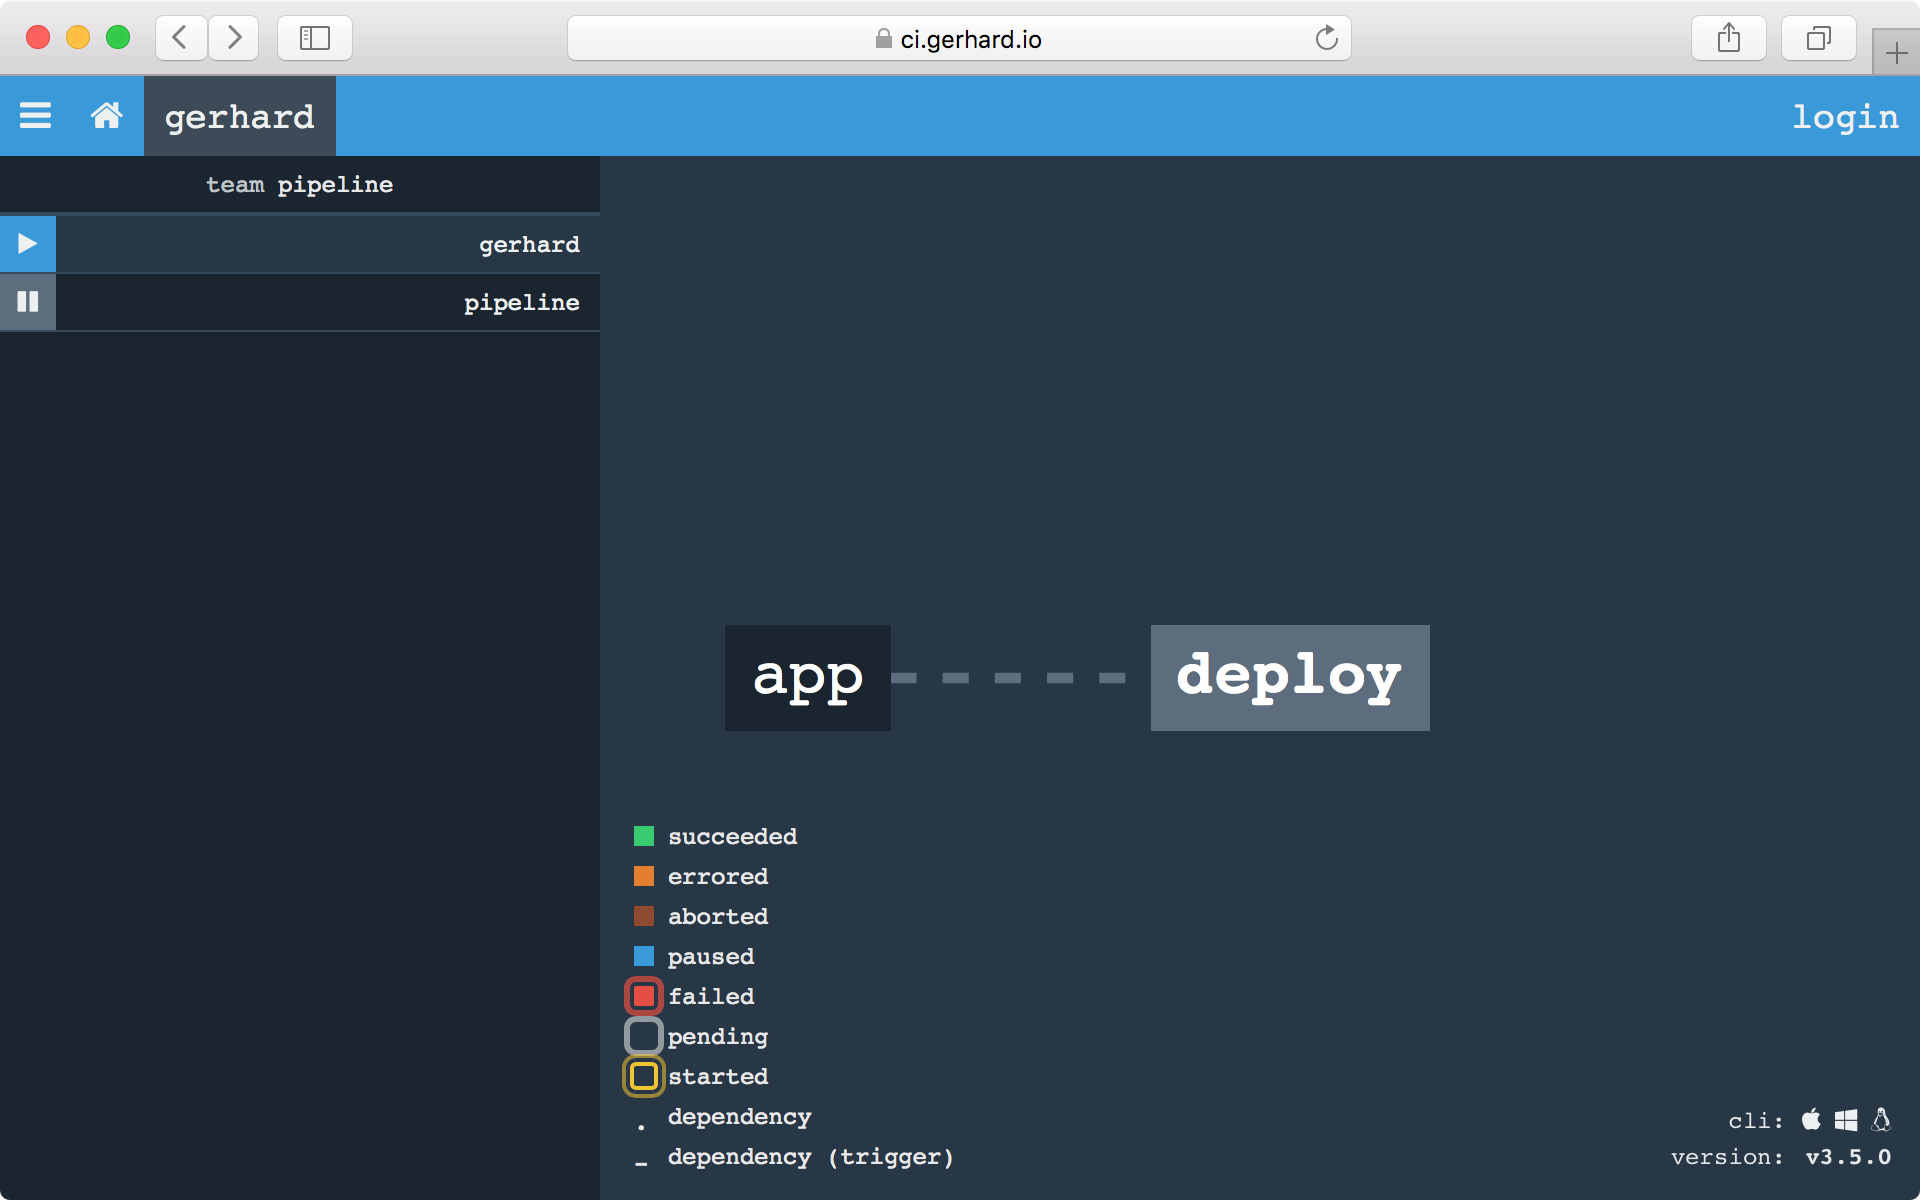 ci.gerhard.io
gerhard
login
team pipeline
gerhard
pipeline
app
deploy
succeeded
errored
aborted
paused
failed
pending
started
. dependency
– dependency (trigger)
cli:
version: v3.5.0